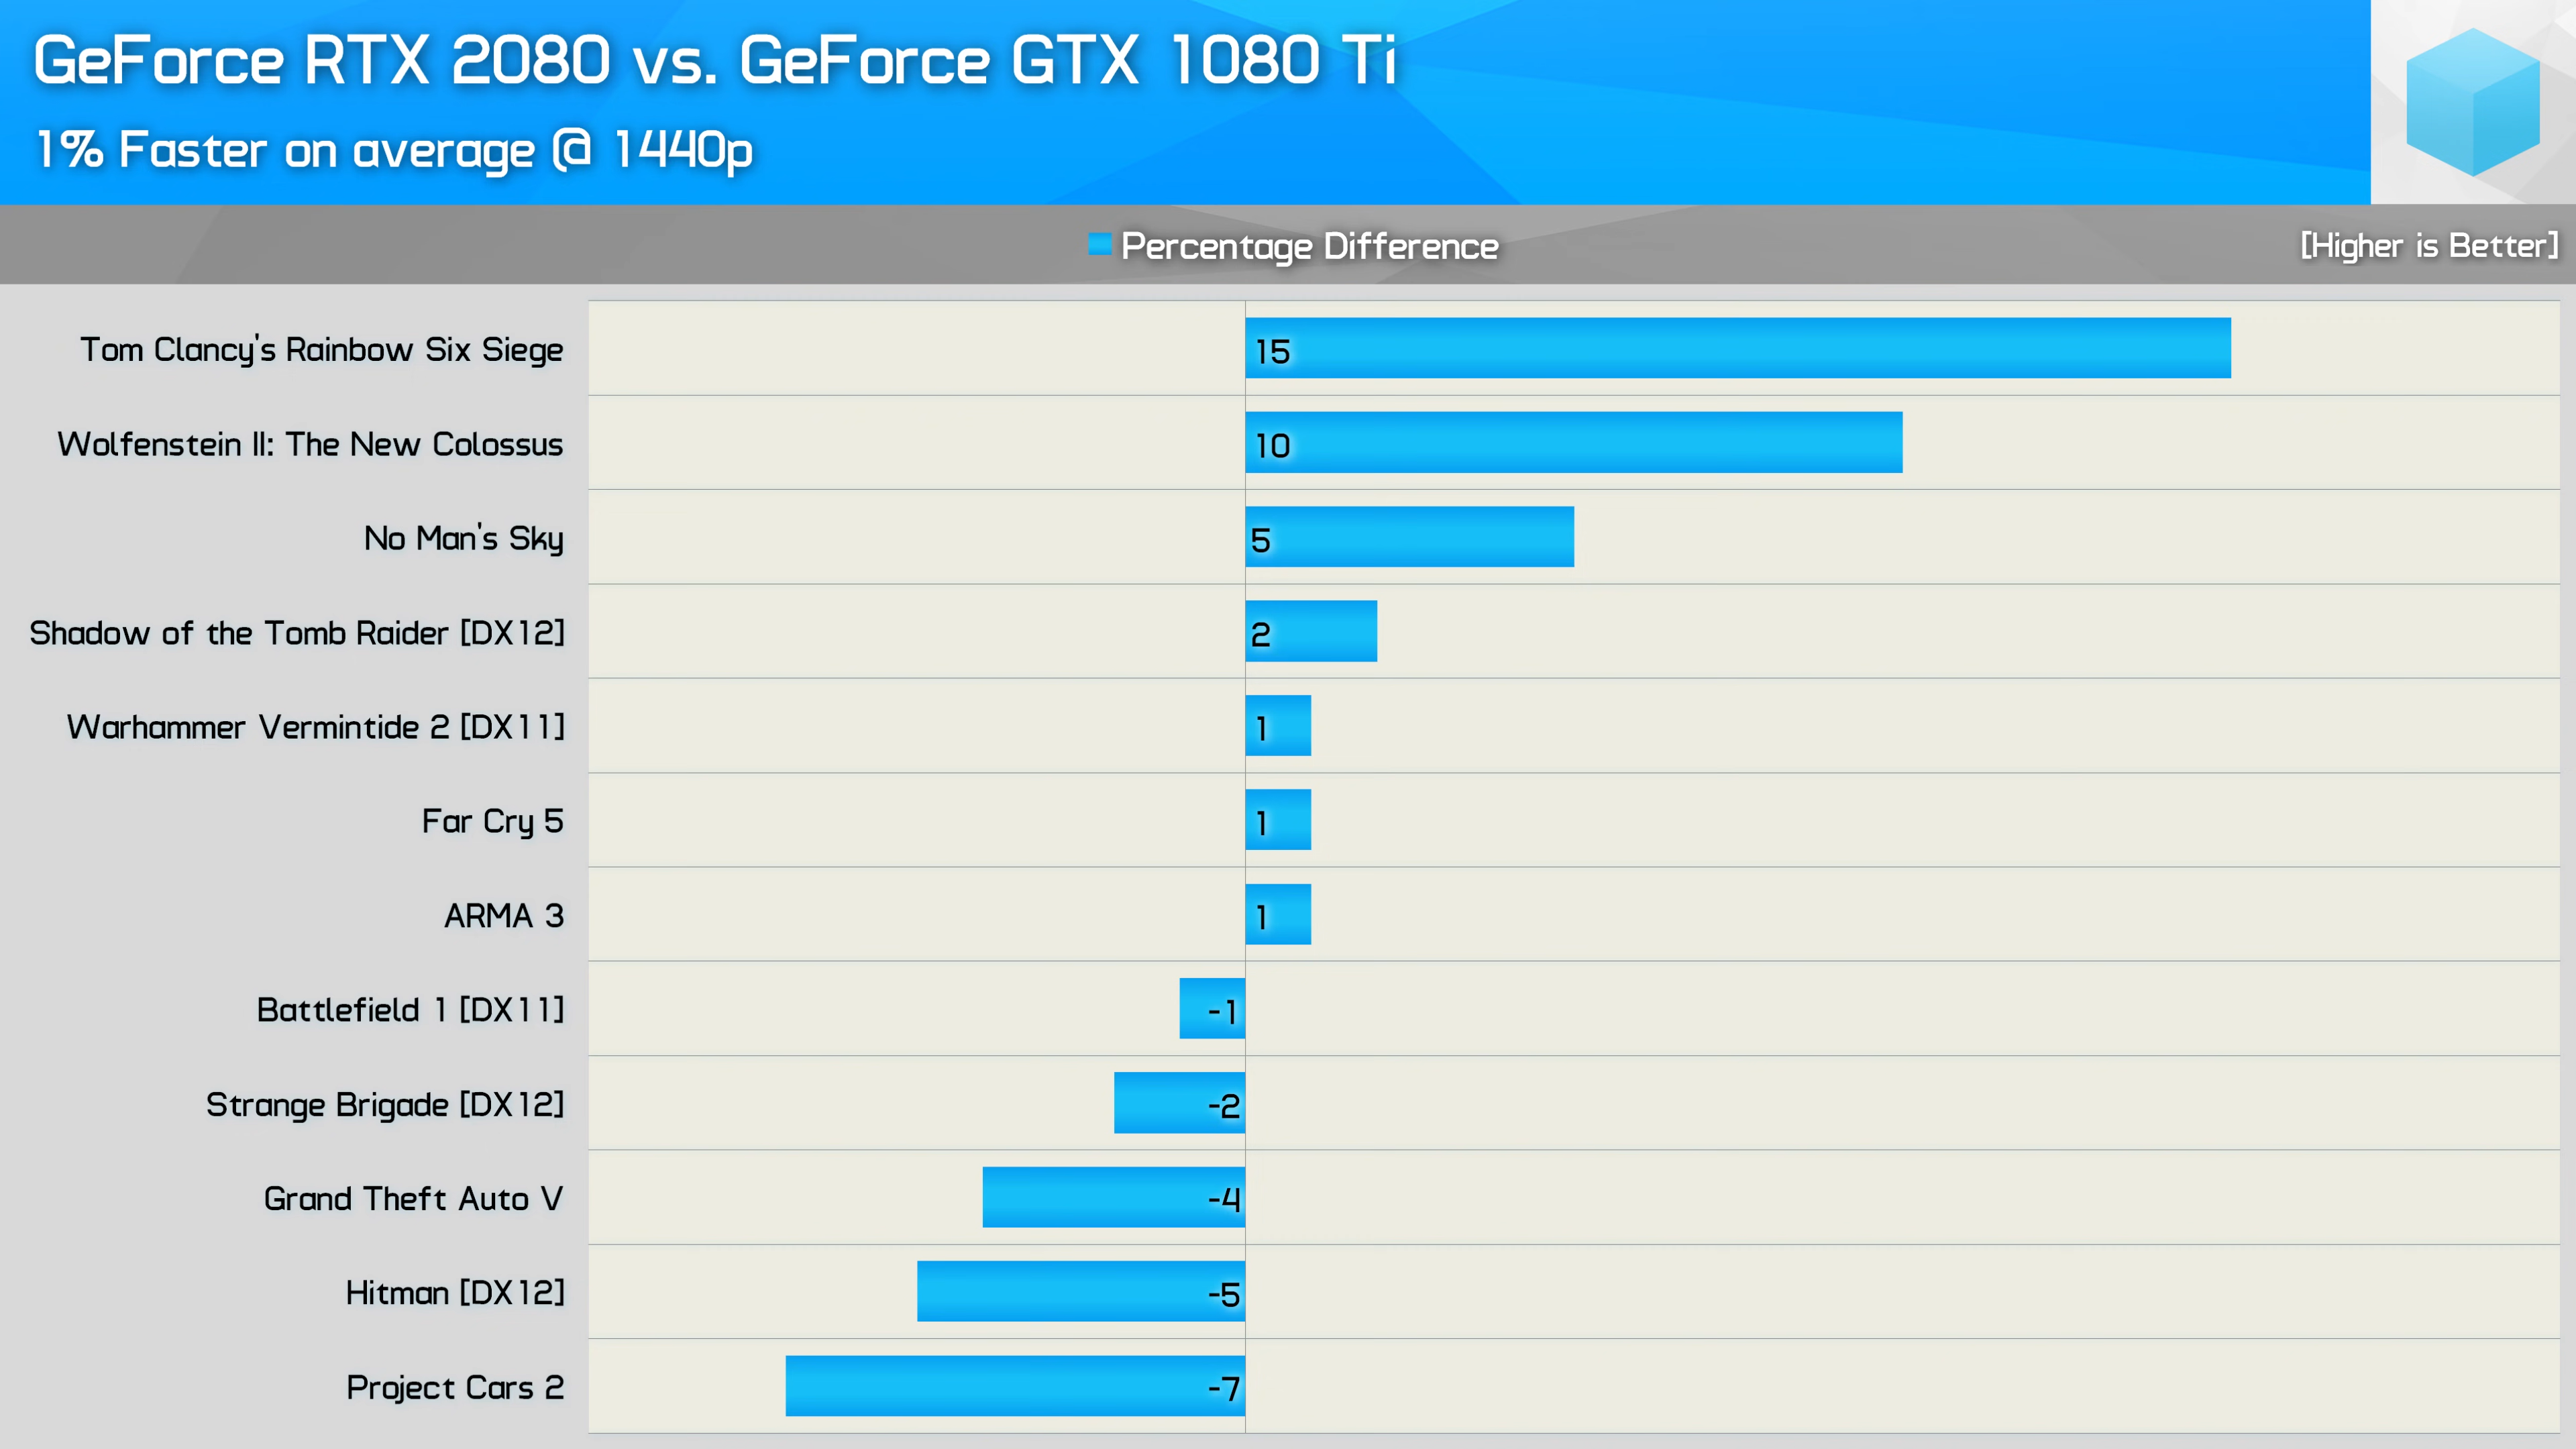 GeForce RTX 2080 vs. GeForce GTX 1080 Ti
1% Faster on average @ 1440p
Percentage Difference
[Higher is Better]
Tom Clancy's Rainbow Six Siege 15
Wolfenstein II: The New Colossus 10
No Man's Sky 5
Shadow of the Tomb Raider [DX12] 2
Warhammer Vermintide 2 [DX11] 1
Far Cry 5 1
ARMA 3 1
Battlefield 1 [DX11] -1
Strange Brigade [DX12] -2
Grand Theft Auto V -4
Hitman [DX12] -5
Project Cars 2 -7